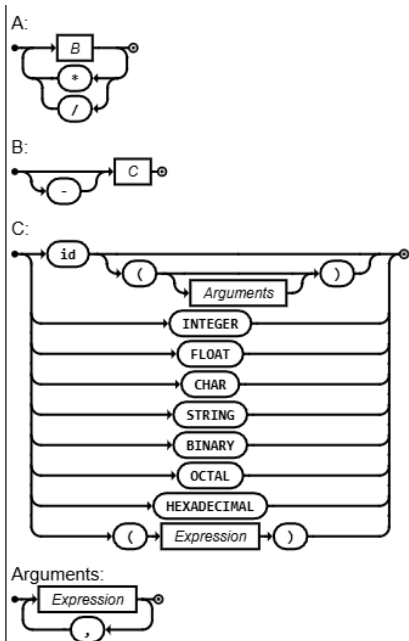 A:
B
*
/
B:
C
-
C:
id
( )
Arguments
INTEGER
FLOAT
CHAR
STRING
BINARY
OCTAL
HEXADECIMAL
( Expression )
Arguments:
Expression
,